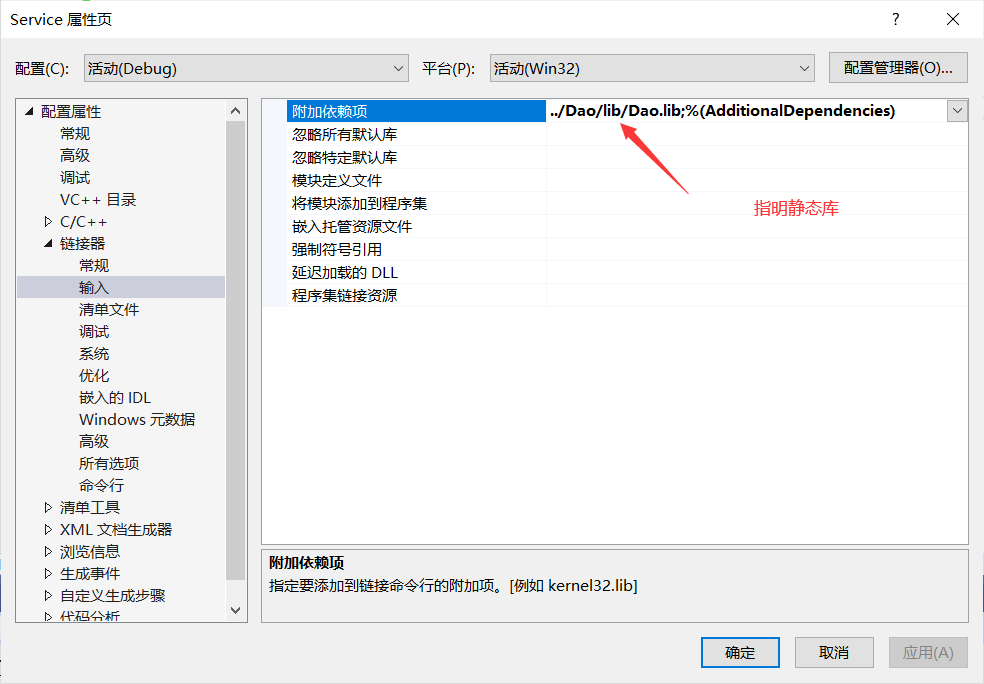 Service 属性页
?
配置(C):
活动(Debug)
平台(P):
活动(Win32)
配置管理器(O)...
配置属性
常规
高级
调试
VC++ 目录
C/C++
链接器
常规
输入
清单文件
调试
系统
优化
嵌入的 IDL
Windows 元数据
高级
所有选项
命令行
清单工具
XML 文档生成器
浏览信息
生成事件
自定义生成步骤
代码分析
附加依赖项
../Dao/lib/Dao.lib;%(AdditionalDependencies)
忽略所有默认库
忽略特定默认库
模块定义文件
将模块添加到程序集
嵌入托管资源文件
强制符号引用
延迟加载的 DLL
程序集链接资源
指明静态库
附加依赖项
指定要添加到链接命令行的附加项。[例如 kernel32.lib]
确定
取消
应用(A)